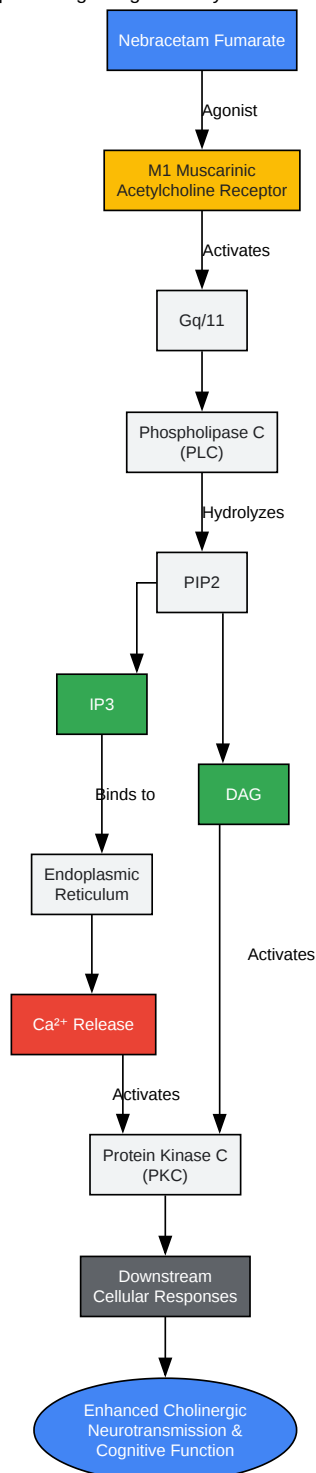 Nebracetam Fumarate
Agonist
M1 Muscarinic
Acetylcholine Receptor
Activates
Gq/11
Phospholipase C
(PLC)
Hydrolyzes
PIP2
IP3
Binds to
DAG
Endoplasmic
Reticulum
Activates
Ca²⁺ Release
Activates
Protein Kinase C
(PKC)
Downstream
Cellular Responses
Enhanced Cholinergic
Neurotransmission &
Cognitive Function